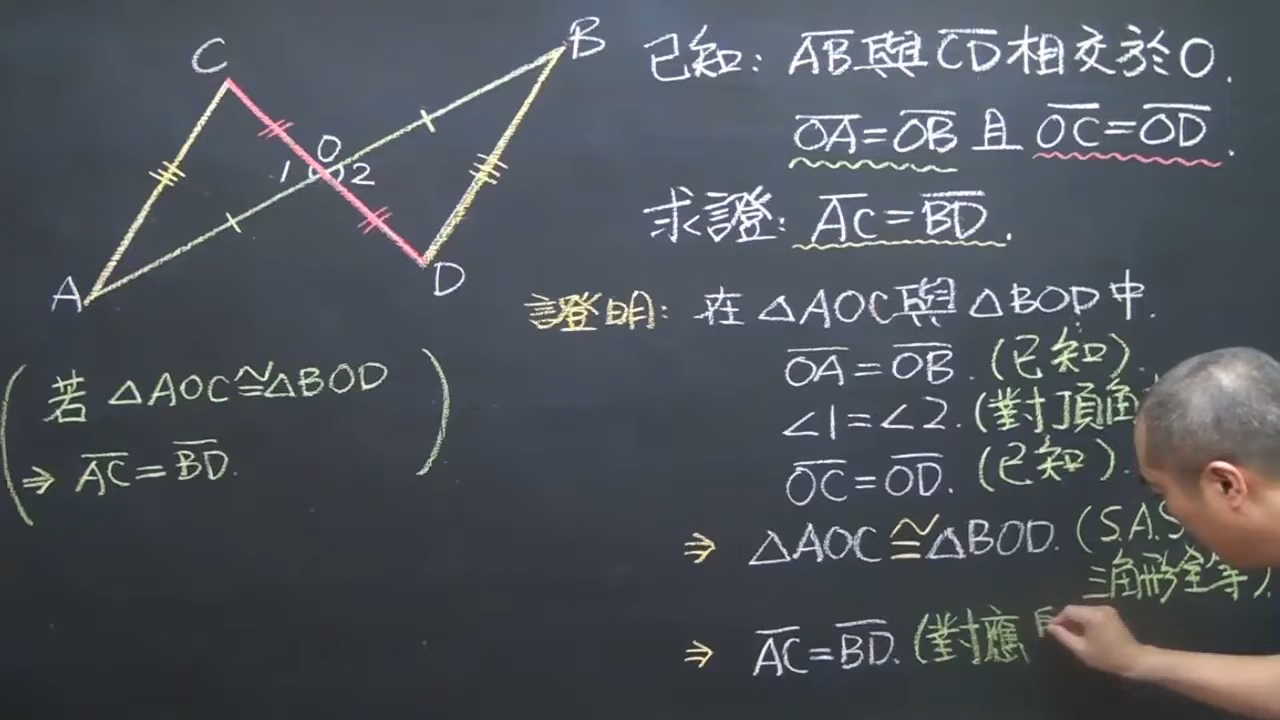 C
B
O
1
2
A
D
已知: AB與CD相交於O.
OA=OB 且 OC=OD.
求證: AC=BD.
證明: 在△AOC與△BOD中.
OA=OB. (已知).
∠1=∠2. (對頂角
OC=OD. (已知).
⇒ △AOC≅△BOD. (S.A.S
三角形全等).
⇒ AC=BD. (對應
(若 △AOC≅△BOD
⇒ AC=BD.)